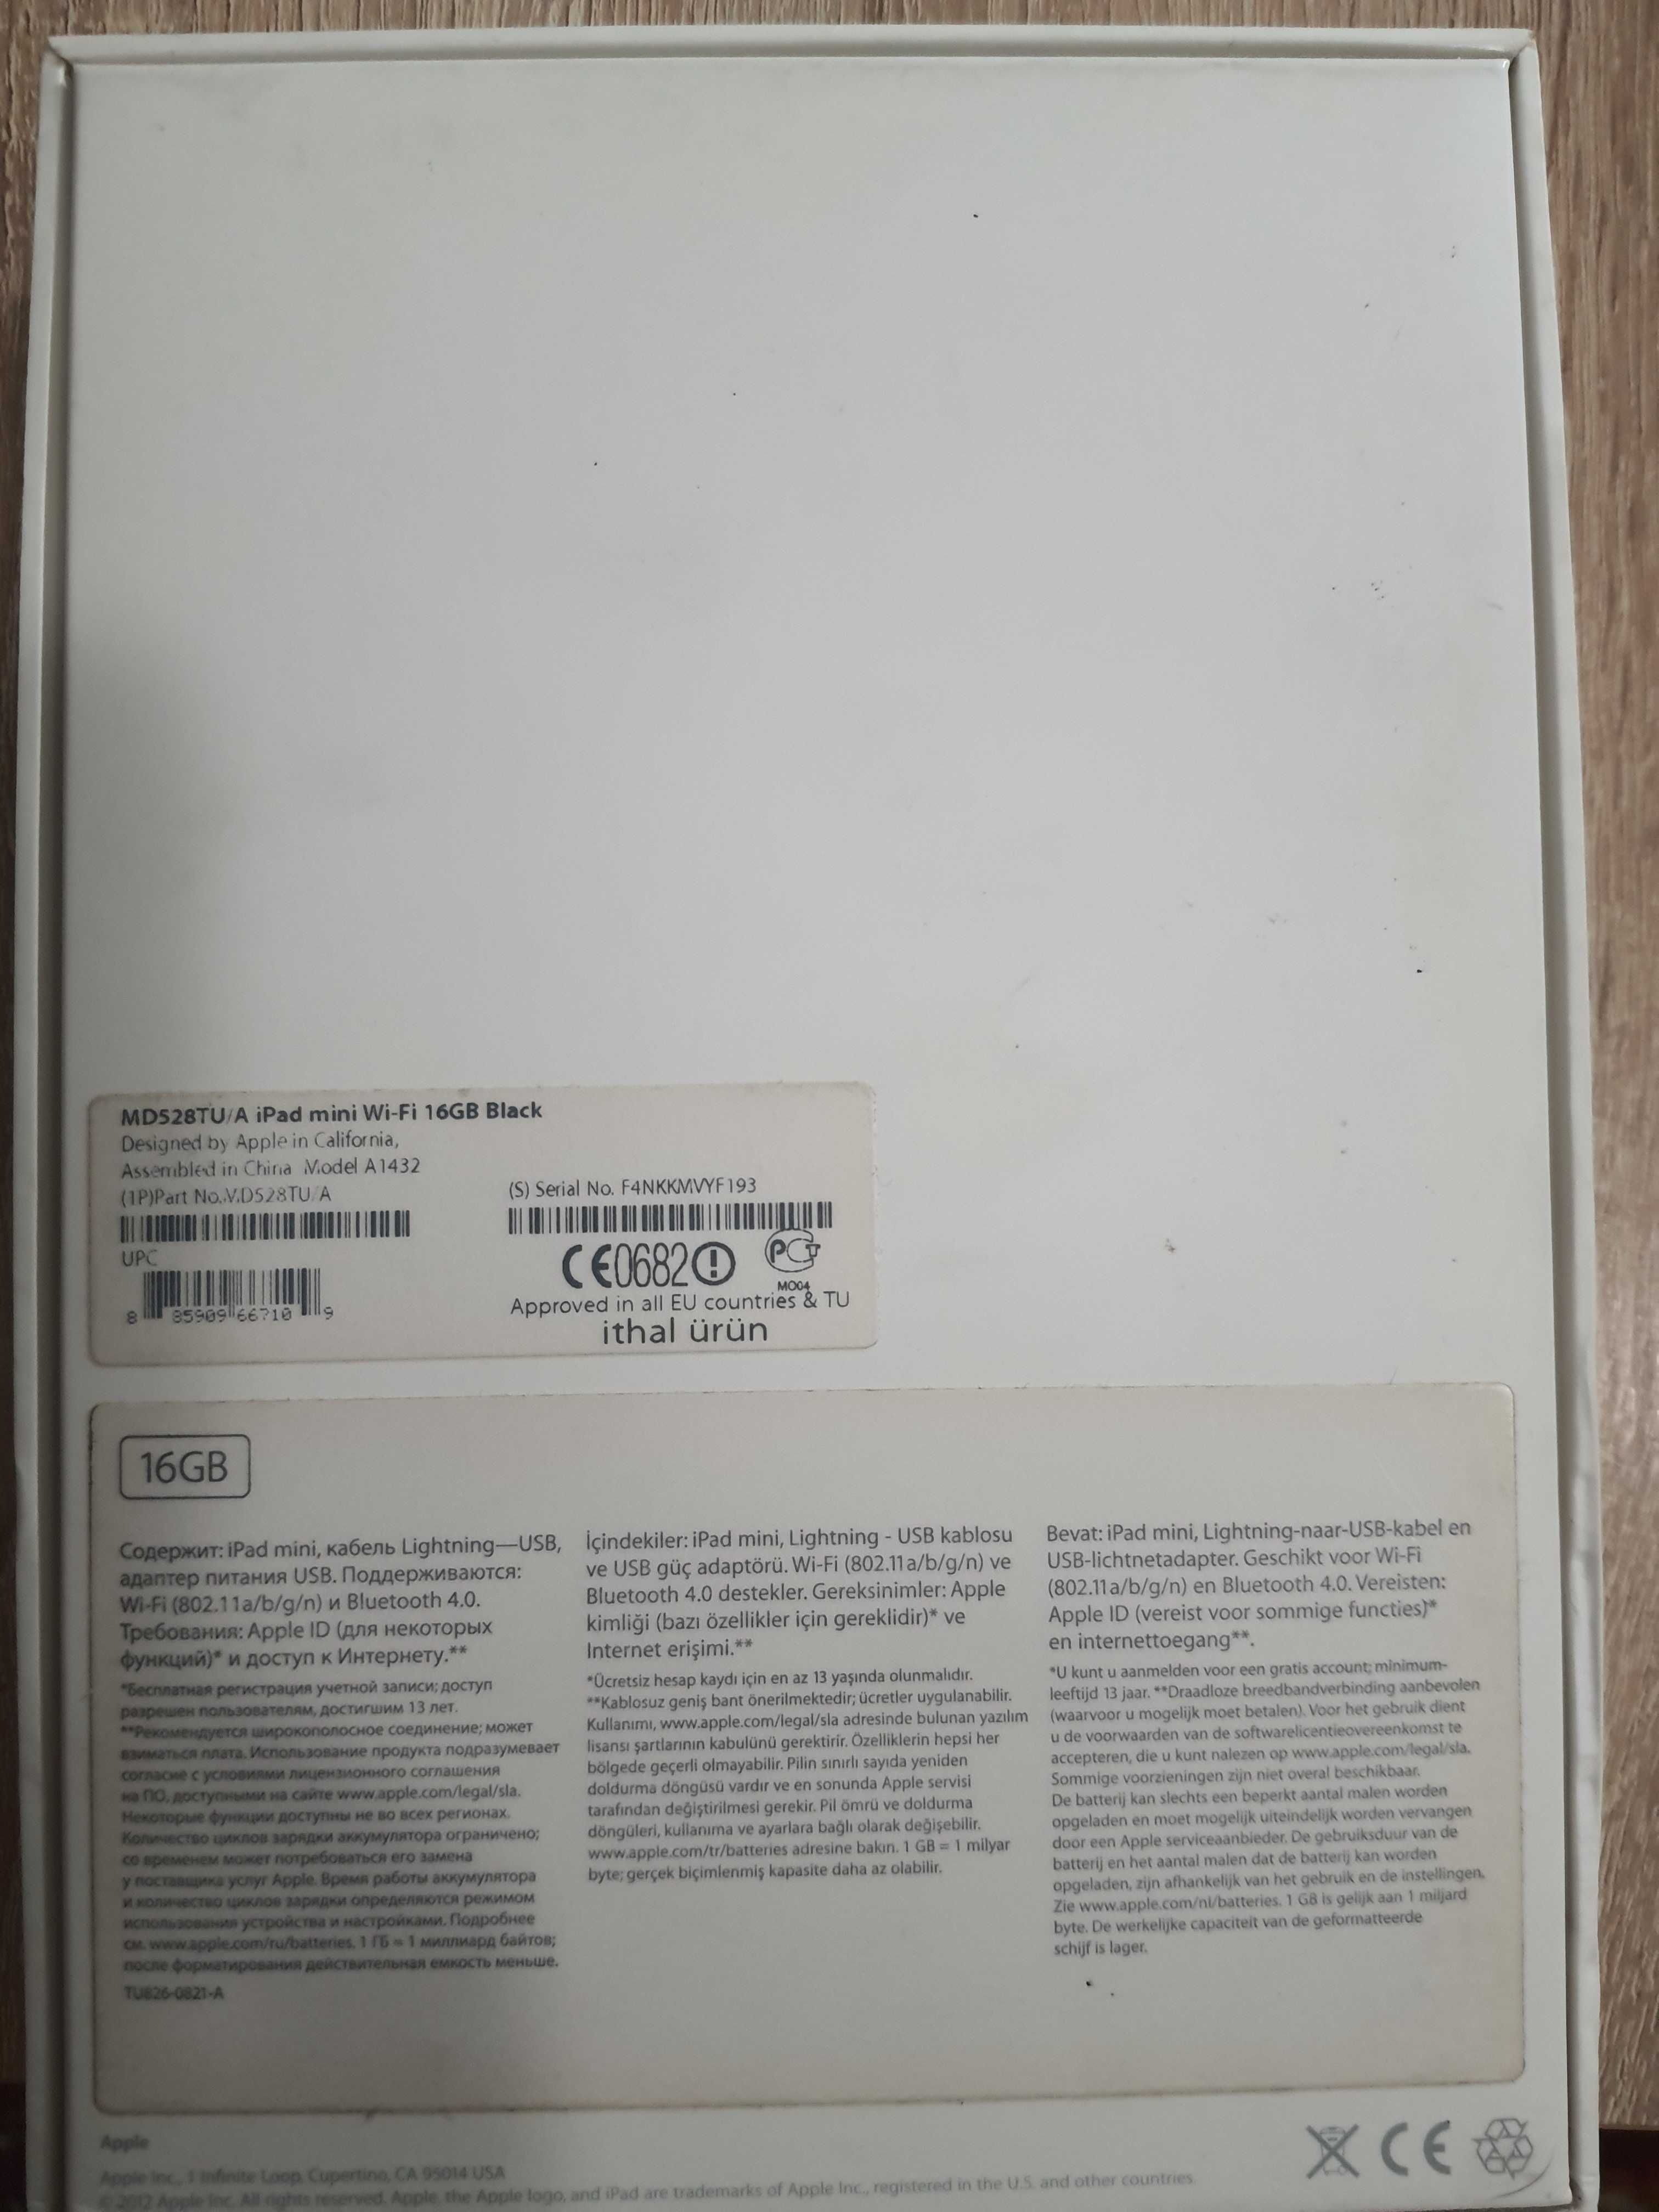 MD528TU/A iPad mini Wi-Fi 16GB Black
Designed by Apple in California,
Assembled in China Model A1432
(1P)Part No. MD528TU/A
(S) Serial No. F4NKKMVYF193
UPC
8 85909 66710 9
CE0682
PCT
MO04
Approved in all EU countries & TU
ithal ürün
16GB
Содержит: iPad mini, кабель Lightning—USB,
адаптер питания USB. Поддерживаются:
Wi-Fi (802.11a/b/g/n) и Bluetooth 4.0.
Требования: Apple ID (для некоторых
функций)* и доступ к Интернету.**
*Бесплатная регистрация учетной записи; доступ
разрешен пользователям, достигшим 13 лет.
**Рекомендуется широкополосное соединение; может
взиматься плата. Использование продукта подразумевает
согласие с условиями лицензионного соглашения
на ПО, доступными на сайте www.apple.com/legal/sla.
Некоторые функции доступны не во всех регионах.
Количество циклов зарядки аккумулятора ограничено;
со временем может потребоваться его замена
у поставщика услуг Apple. Время работы аккумулятора
и количество циклов зарядки определяются режимом
использования устройства и настройками. Подробнее
см. www.apple.com/ru/batteries. 1 ГБ = 1 миллиард байтов;
после форматирования действительная емкость меньше.
TU826-0821-A
İçindekiler: iPad mini, Lightning - USB kablosu
ve USB güç adaptörü. Wi-Fi (802.11a/b/g/n) ve
Bluetooth 4.0 destekler. Gereksinimler: Apple
kimliği (bazı özellikler için gereklidir)* ve
Internet erişimi.**
*Ücretsiz hesap kaydı için en az 13 yaşında olunmalıdır.
**Kablosuz geniş bant önerilmektedir; ücretler uygulanabilir.
Kullanımı, www.apple.com/legal/sla adresinde bulunan yazılım
lisansı şartlarının kabulünü gerektirir. Özelliklerin hepsi her
bölgede geçerli olmayabilir. Pilin sınırlı sayıda yeniden
doldurma döngüsü vardır ve en sonunda Apple servisi
tarafından değiştirilmesi gerekir. Pil ömrü ve doldurma
döngüleri, kullanıma ve ayarlara bağlı olarak değişebilir.
www.apple.com/tr/batteries adresine bakın. 1 GB = 1 milyar
byte; gerçek biçimlenmiş kapasite daha az olabilir.
Bevat: iPad mini, Lightning-naar-USB-kabel en
USB-lichtnetadapter. Geschikt voor Wi-Fi
(802.11a/b/g/n) en Bluetooth 4.0. Vereisten:
Apple ID (vereist voor sommige functies)*
en internettoegang**.
*U kunt u aanmelden voor een gratis account; minimum-
leeftijd 13 jaar. **Draadloze breedbandverbinding aanbevolen
(waarvoor u mogelijk moet betalen). Voor het gebruik dient
u de voorwaarden van de softwarelicentieovereenkomst te
accepteren, die u kunt nalezen op www.apple.com/legal/sla.
Sommige voorzieningen zijn niet overal beschikbaar.
De batterij kan slechts een beperkt aantal malen worden
opgeladen en moet mogelijk uiteindelijk worden vervangen
door een Apple serviceaanbieder. De gebruiksduur van de
batterij en het aantal malen dat de batterij kan worden
opgeladen, zijn afhankelijk van het gebruik en de instellingen.
Zie www.apple.com/nl/batteries. 1 GB is gelijk aan 1 miljard
byte. De werkelijke capaciteit van de geformatteerde
schijf is lager.
Apple
Apple Inc., 1 Infinite Loop, Cupertino, CA 95014 USA
© 2012 Apple Inc. All rights reserved. Apple, the Apple logo, and iPad are trademarks of Apple Inc., registered in the U.S. and other countries.
CE